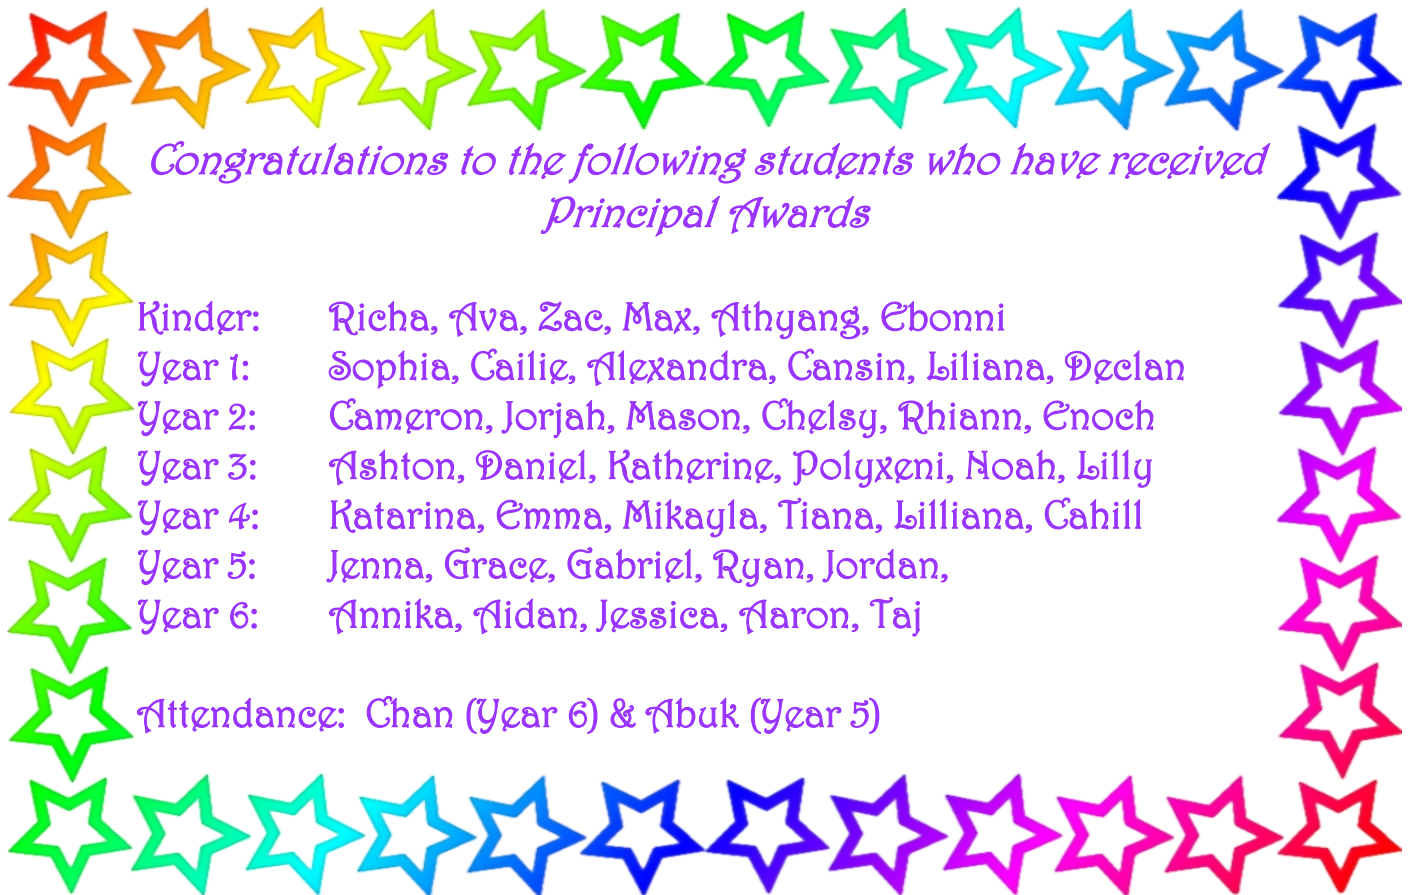 Congratulations to the following students who have received
Principal Awards
Kinder: Richa, Ava, Zac, Max, Athyang, Ebonni
Year 1: Sophia, Cailie, Alexandra, Cansin, Liliana, Declan
Year 2: Cameron, Jorjah, Mason, Chelsy, Rhiann, Enoch
Year 3: Ashton, Daniel, Katherine, Polyxeni, Noah, Lilly
Year 4: Katarina, Emma, Mikayla, Tiana, Lilliana, Cahill
Year 5: Jenna, Grace, Gabriel, Ryan, Jordan,
Year 6: Annika, Aidan, Jessica, Aaron, Taj
Attendance: Chan (Year 6) & Abuk (Year 5)